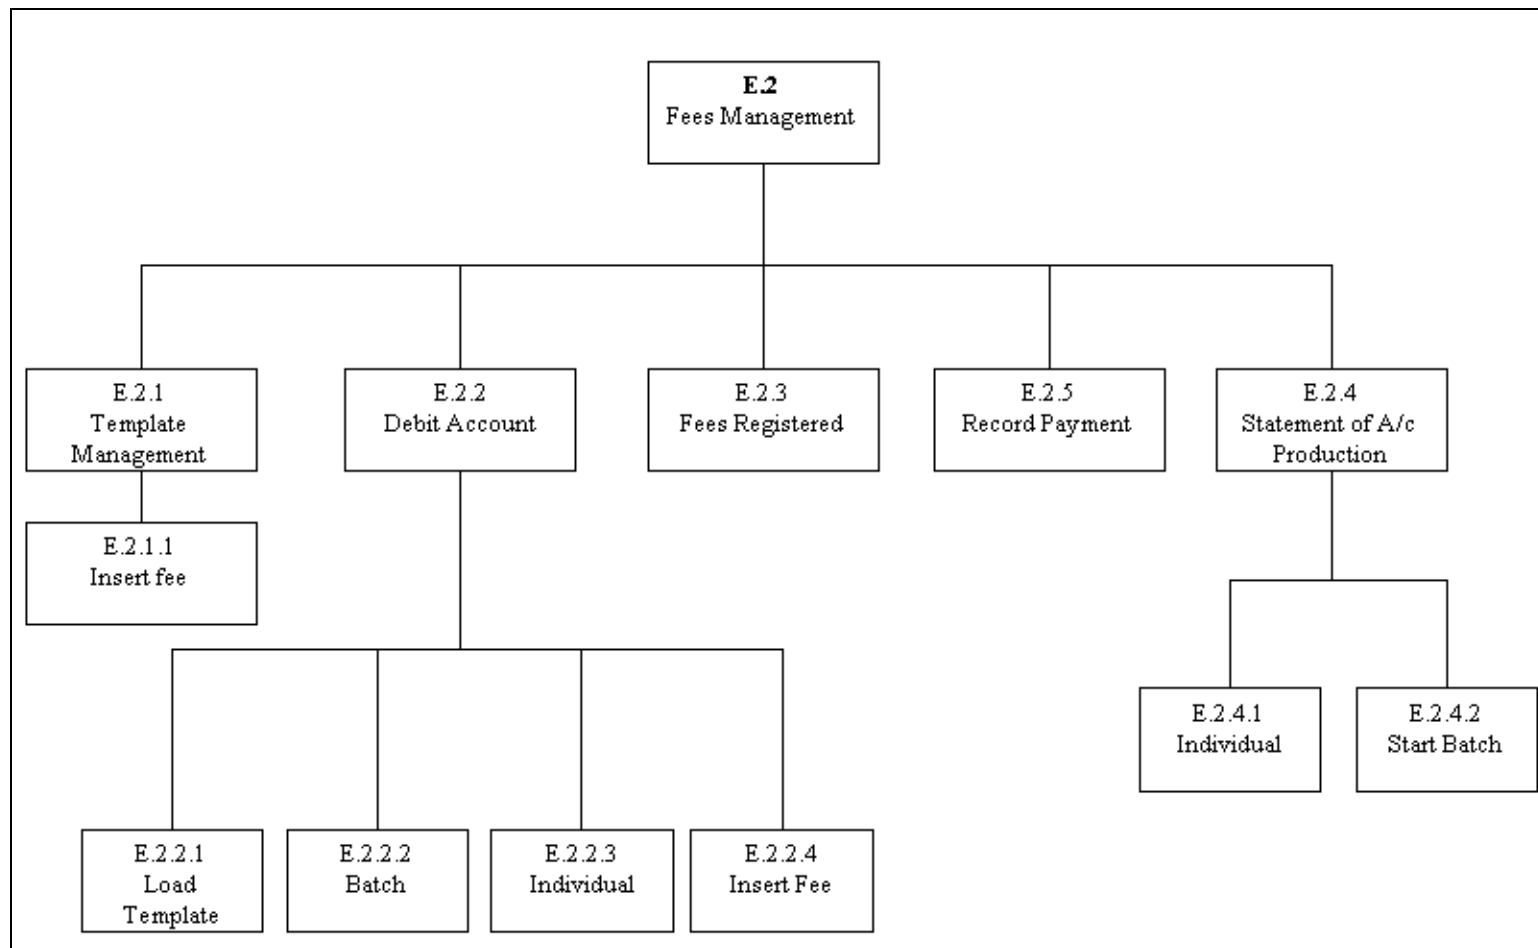 E.2
Fees Management
E.2.1
Template
Management
E.2.2
Debit Account
E.2.3
Fees Registered
E.2.5
Record Payment
E.2.4
Statement of A/c
Production
E.2.1.1
Insert fee
E.2.4.1
Individual
E.2.4.2
Start Batch
E.2.2.1
Load
Template
E.2.2.2
Batch
E.2.2.3
Individual
E.2.2.4
Insert Fee